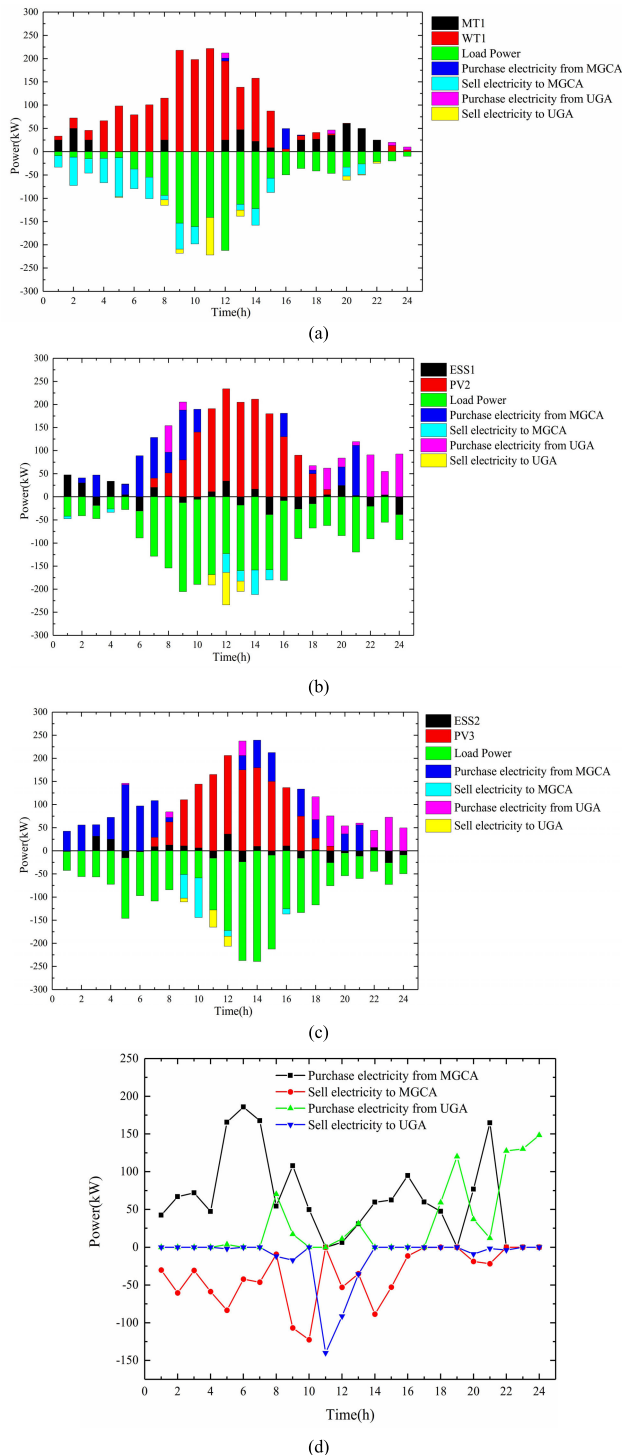 300
250
200
150
100
50
0
-50
-100
-150
-200
-250
-300
Power(kW)
0 2 4 6 8 10 12 14 16 18 20 22 24
Time(h)
MT1
WT1
Load Power
Purchase electricity from MGCA
Sell electricity to MGCA
Purchase electricity from UGA
Sell electricity to UGA
(a)
300
250
200
150
100
50
0
-50
-100
-150
-200
-250
-300
Power(kW)
0 2 4 6 8 10 12 14 16 18 20 22 24
Time(h)
ESS1
PV2
Load Power
Purchase electricity from MGCA
Sell electricity to MGCA
Purchase electricity from UGA
Sell electricity to UGA
(b)
300
250
200
150
100
50
0
-50
-100
-150
-200
-250
-300
Power(kW)
0 2 4 6 8 10 12 14 16 18 20 22 24
Time(h)
ESS2
PV3
Load Power
Purchase electricity from MGCA
Sell electricity to MGCA
Purchase electricity from UGA
Sell electricity to UGA
(c)
250
200
150
100
50
0
-50
-100
-150
Power(kW)
Purchase electricity from MGCA
Sell electricity to MGCA
Purchase electricity from UGA
Sell electricity to UGA
0 2 4 6 8 10 12 14 16 18 20 22 24
Time(h)
(d)